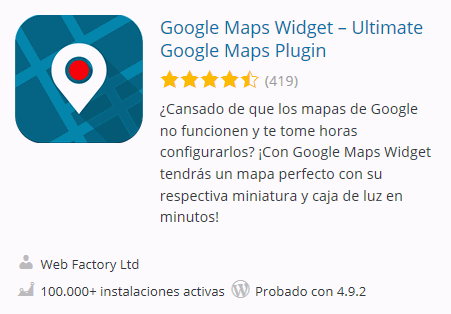 Google Maps Widget – Ultimate
Google Maps Plugin
(419)
¿Cansado de que los mapas de Google
no funcionen y te tome horas
configurarlos? ¡Con Google Maps Widget
tendrás un mapa perfecto con su
respectiva miniatura y caja de luz en
minutos!
Web Factory Ltd
100.000+ instalaciones activas Probado con 4.9.2